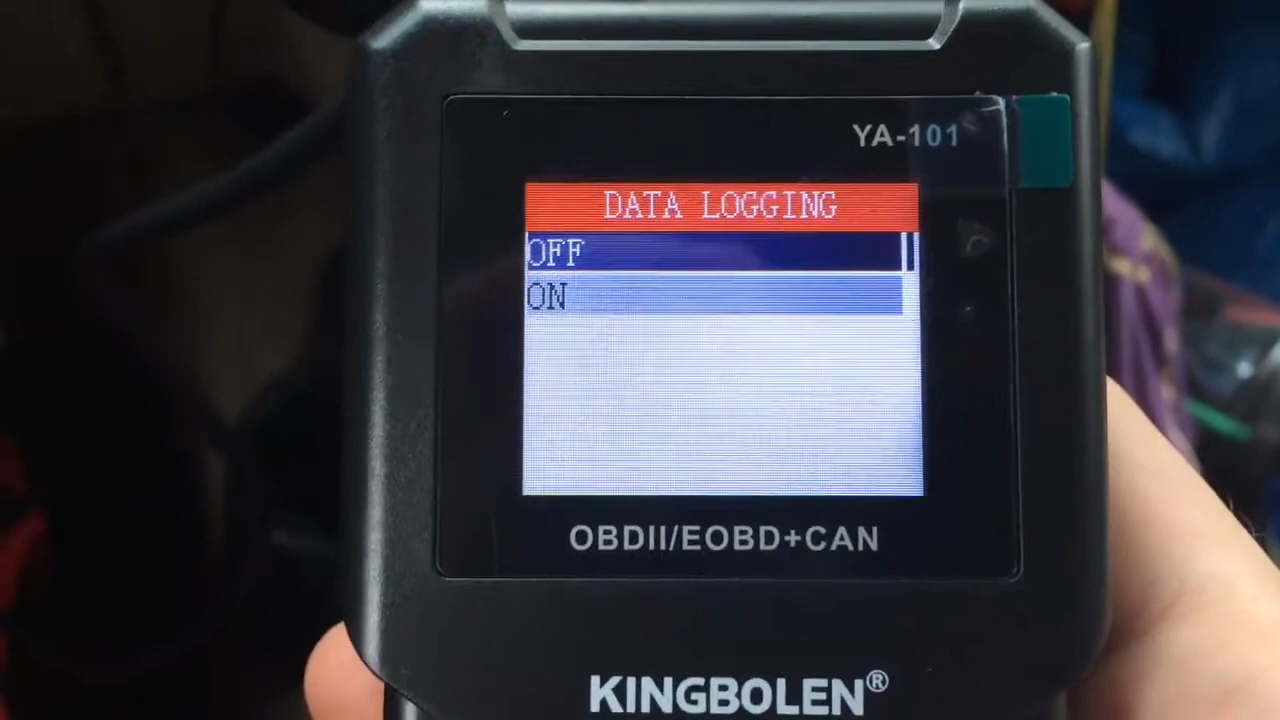 YA-101
DATA LOGGING
OFF
ON
OBDII/EOBD+CAN
KINGBOLEN®